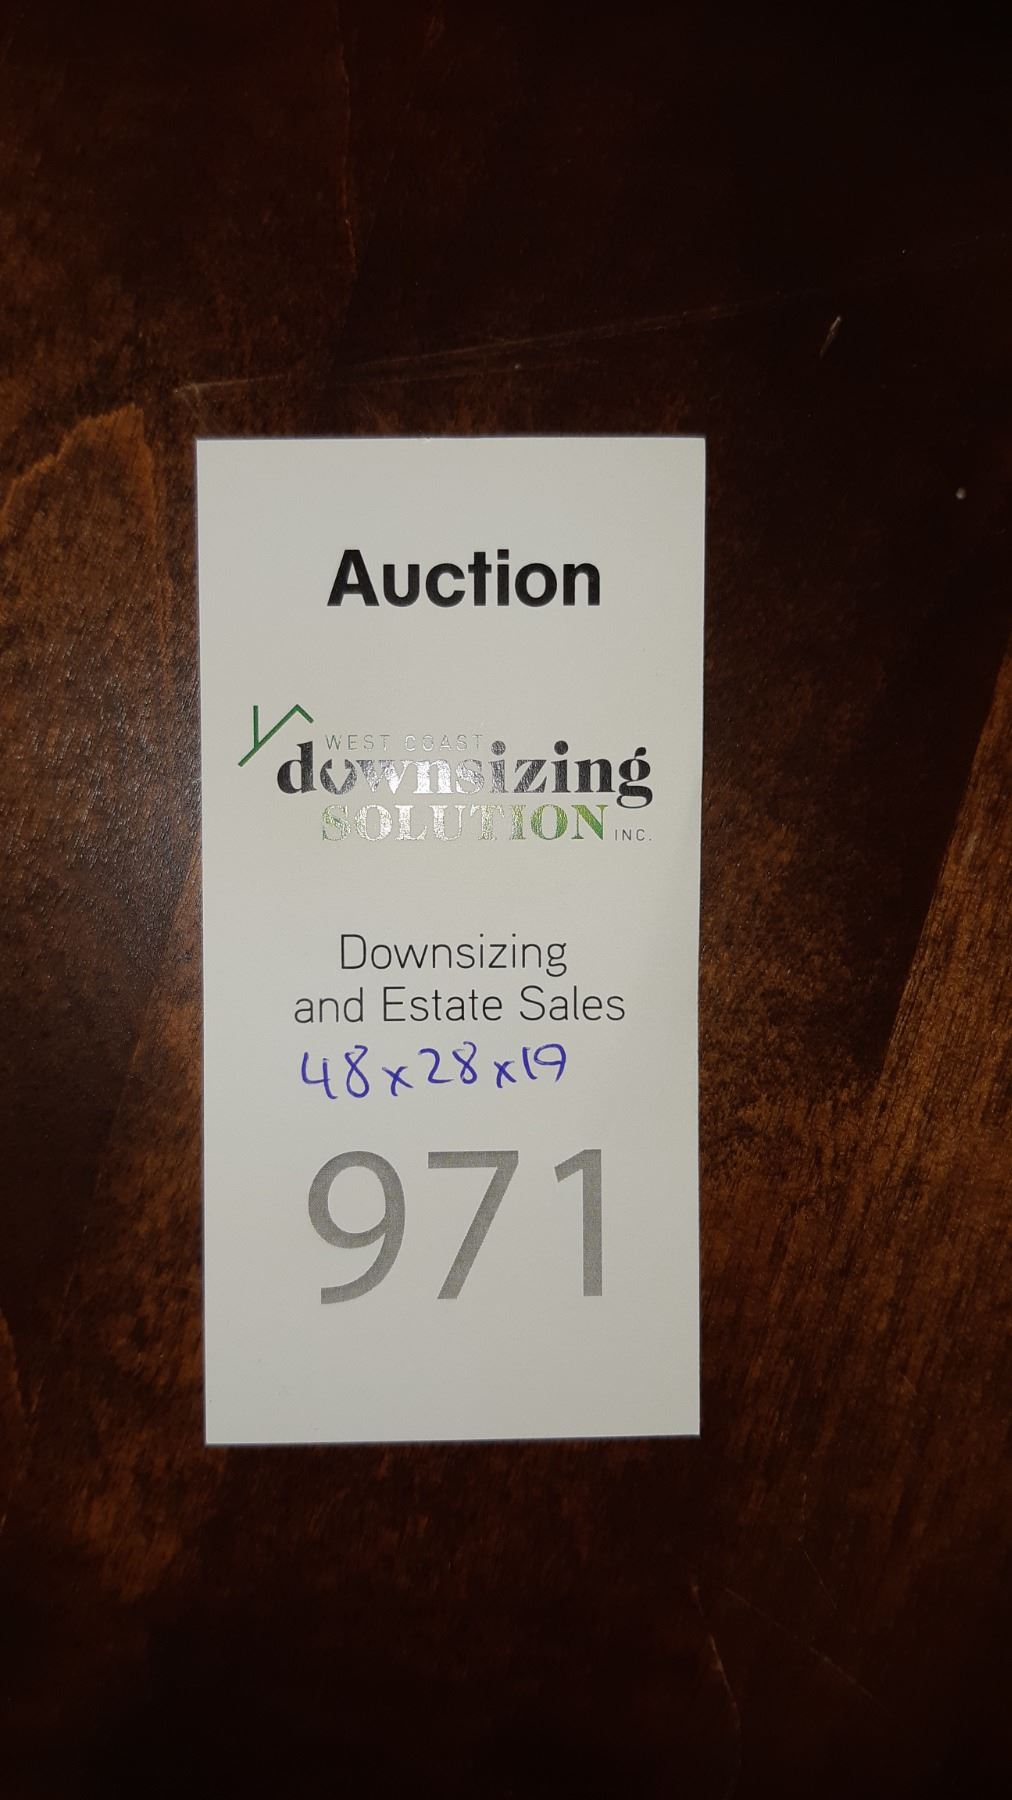 Auction
WEST COAST
downsizing
SOLUTION INC.
Downsizing
and Estate Sales
48x28x19
971